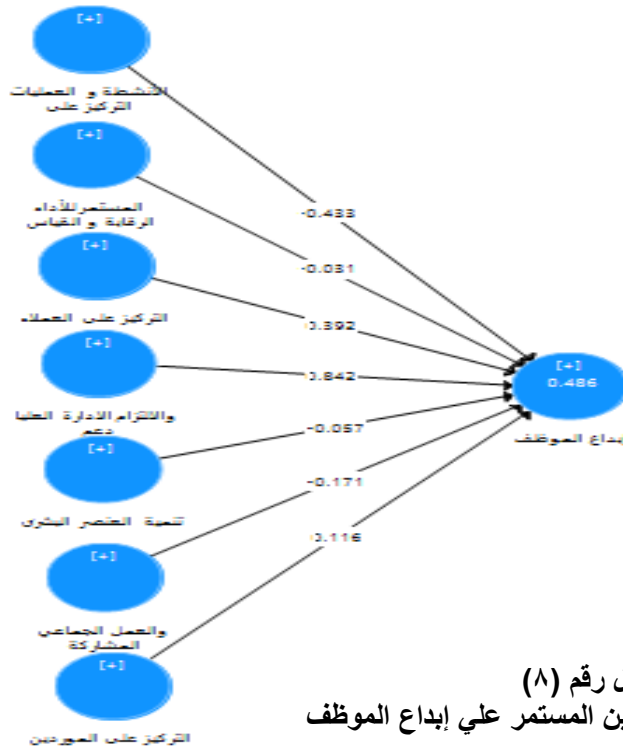 [+]
الأنشطة و العمليات
التركيز على
[+]
المستمر للأداء
الرقابة و القياس
[+]
التركيز على العملاء
[+]
والالتزام الادارة العليا
دعم
[+]
تنمية العنصر البشرى
[+]
والعمل الجماعي
المشاركة
[+]
التركيز على الموردين
-0.433
-0.031
0.392
0.842
-0.057
-0.171
0.116
[+]
0.486
إبداع الموظف
رقم (٨)
المستمر علي إبداع الموظف